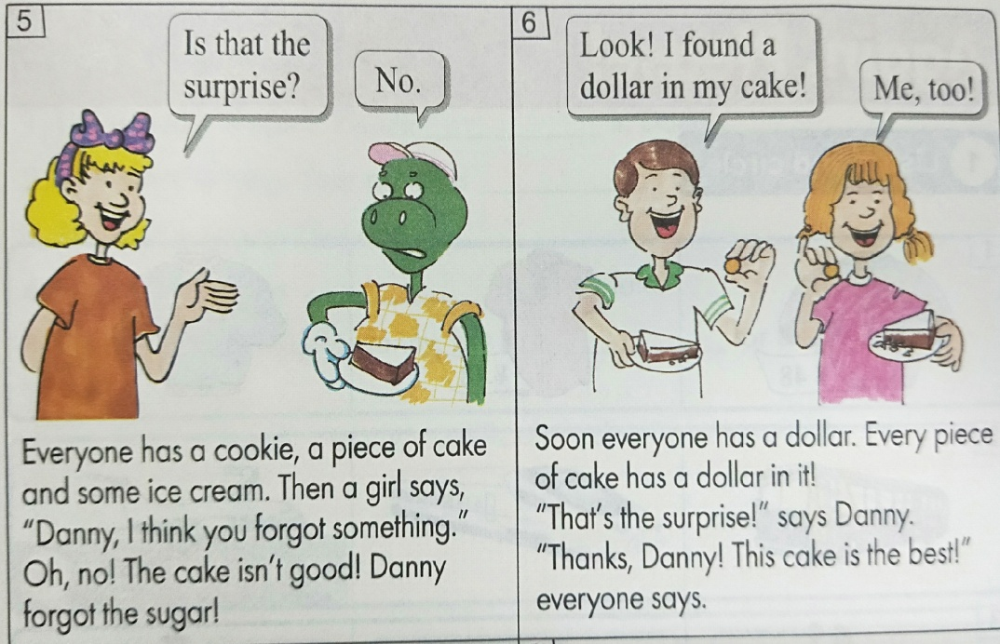 5
Is that the
surprise?
No.
Everyone has a cookie, a piece of cake
and some ice cream. Then a girl says,
“Danny, I think you forgot something.”
Oh, no! The cake isn’t good! Danny
forgot the sugar!
6
Look! I found a
dollar in my cake!
Me, too!
Soon everyone has a dollar. Every piece
of cake has a dollar in it!
“That’s the surprise!” says Danny.
“Thanks, Danny! This cake is the best!”
everyone says.